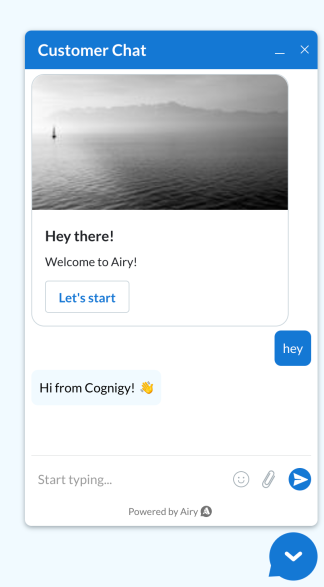 Customer Chat
Hey there!
Welcome to Airy!
Let's start
hey
Hi from Cognigy! 👋
Start typing...
Powered by Airy